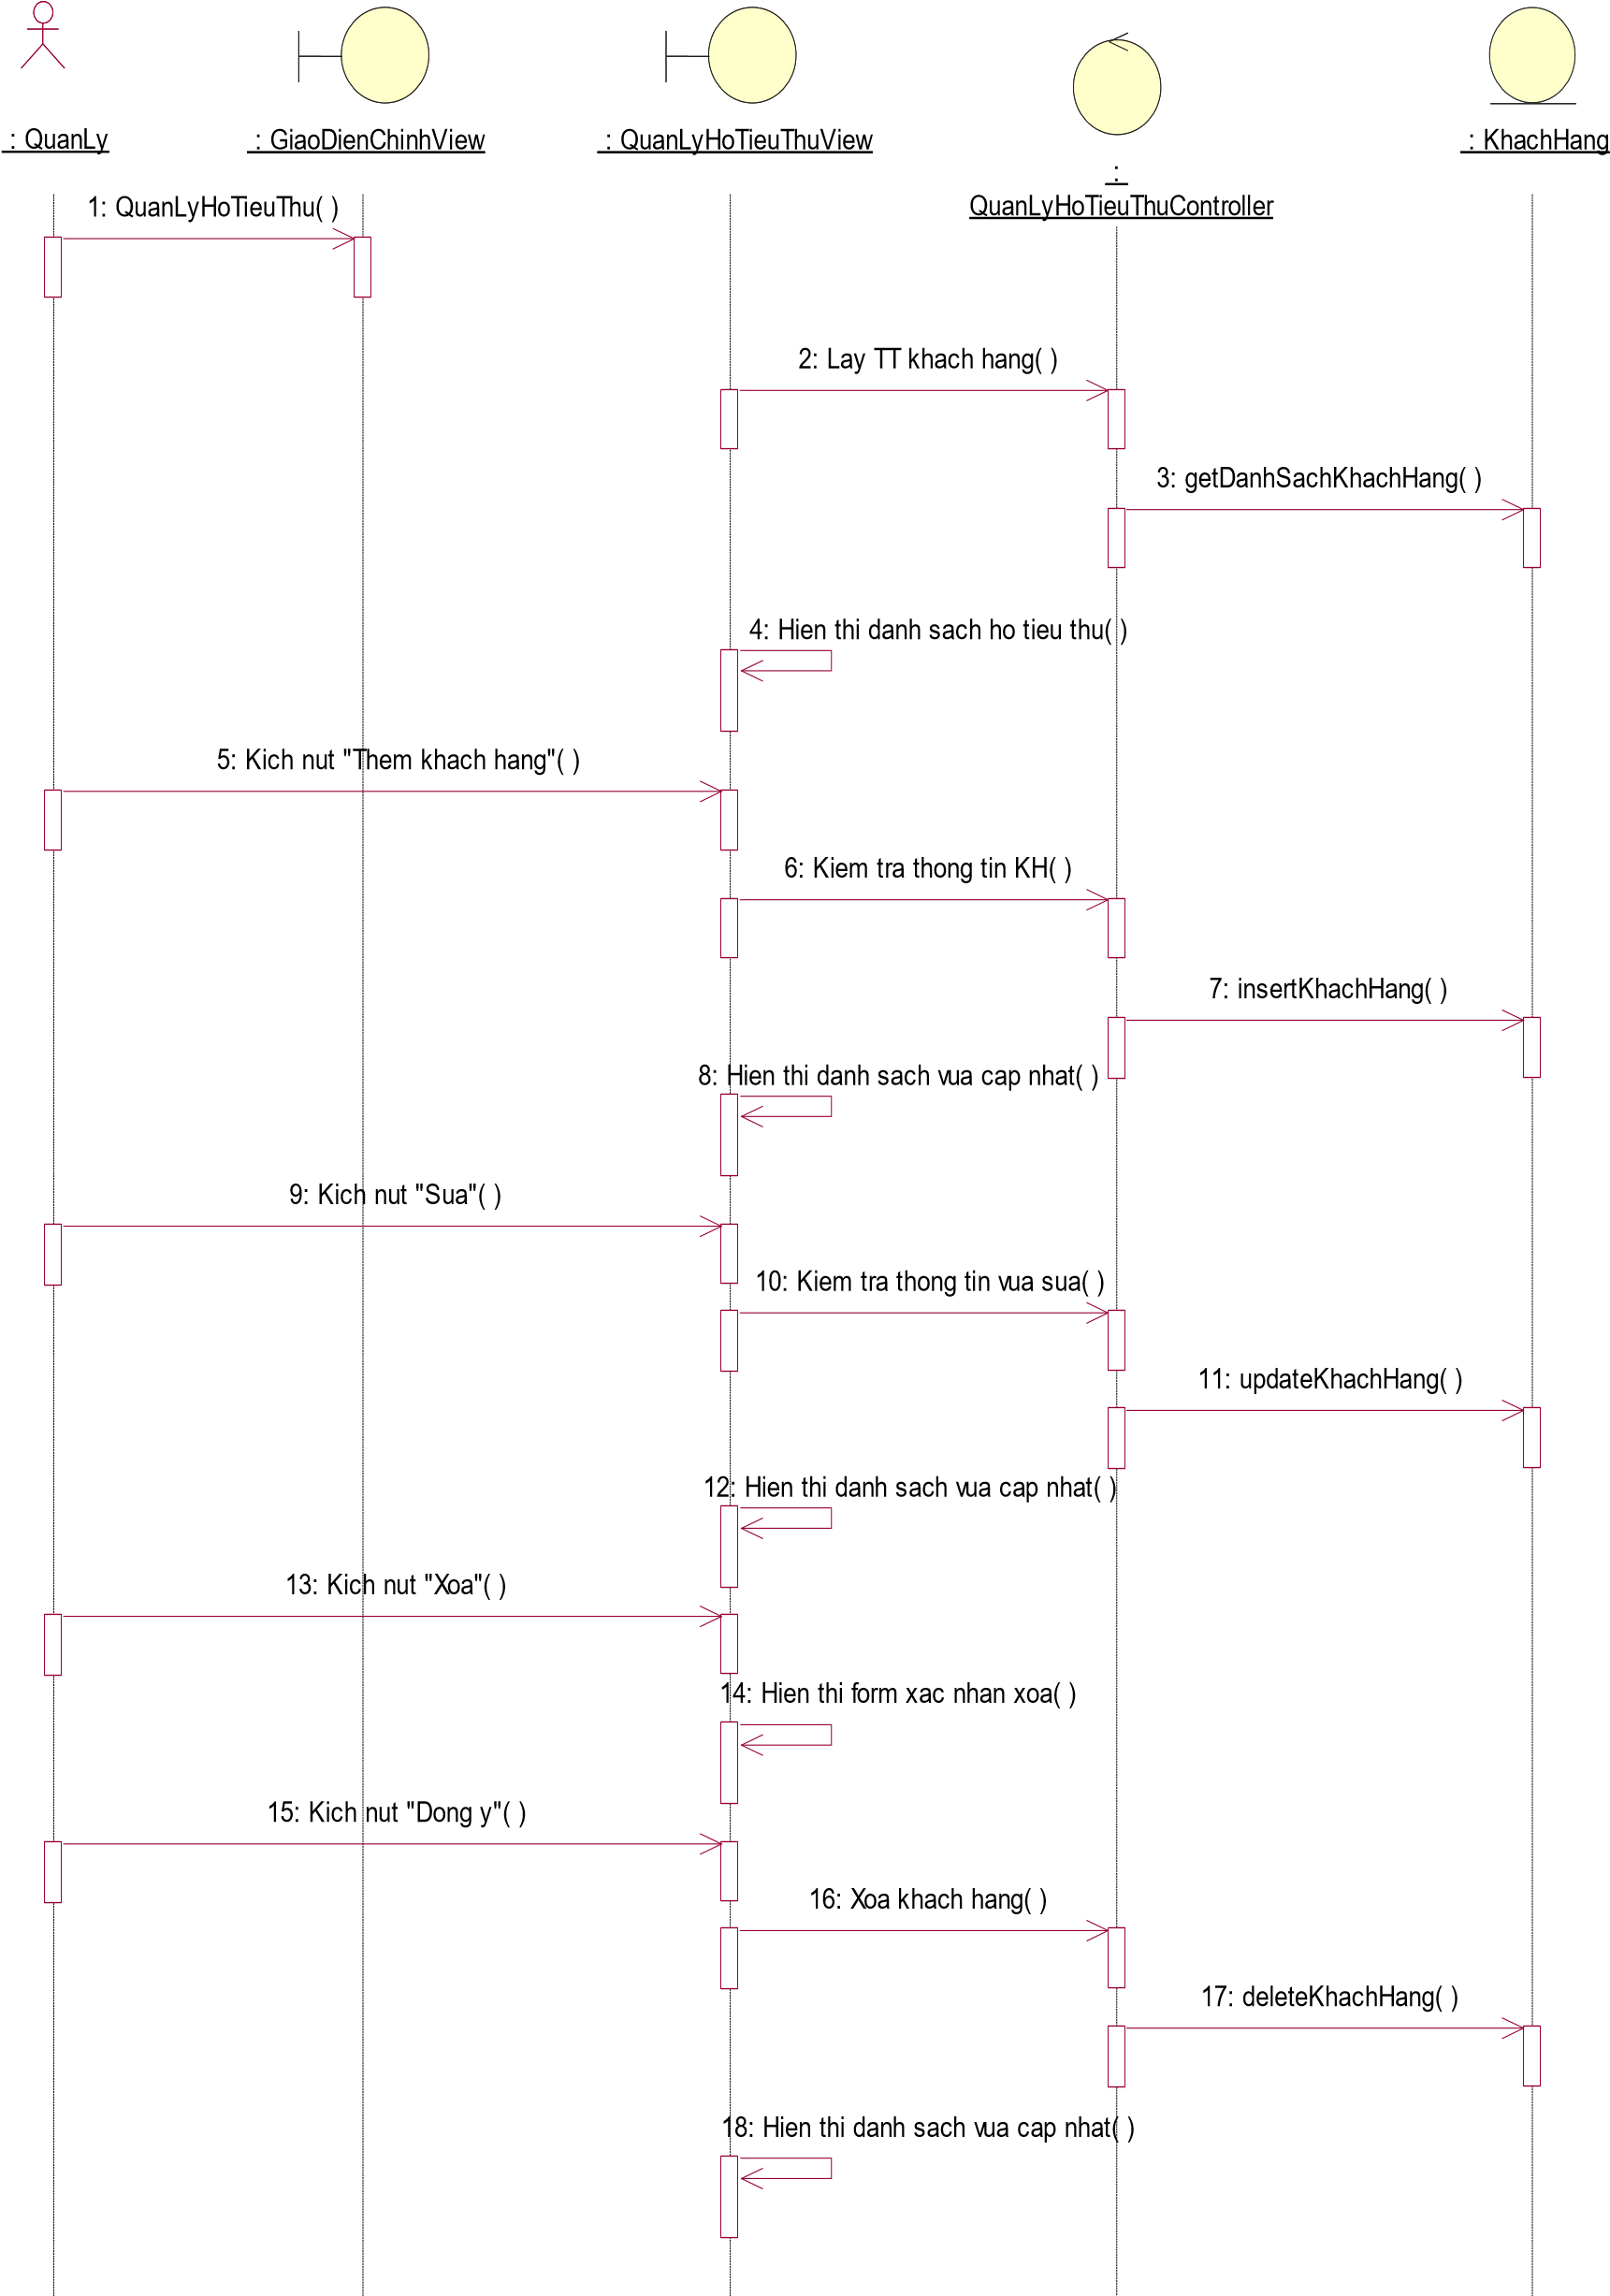 : QuanLy
: GiaoDienChinhView
: QuanLyHoTieuThuView
:
QuanLyHoTieuThuController
: KhachHang
1: QuanLyHoTieuThu( )
2: Lay TT khach hang( )
3: getDanhSachKhachHang( )
4: Hien thi danh sach ho tieu thu( )
5: Kich nut "Them khach hang"( )
6: Kiem tra thong tin KH( )
7: insertKhachHang( )
8: Hien thi danh sach vua cap nhat( )
9: Kich nut "Sua"( )
10: Kiem tra thong tin vua sua( )
11: updateKhachHang( )
12: Hien thi danh sach vua cap nhat( )
13: Kich nut "Xoa"( )
14: Hien thi form xac nhan xoa( )
15: Kich nut "Dong y"( )
16: Xoa khach hang( )
17: deleteKhachHang( )
18: Hien thi danh sach vua cap nhat( )